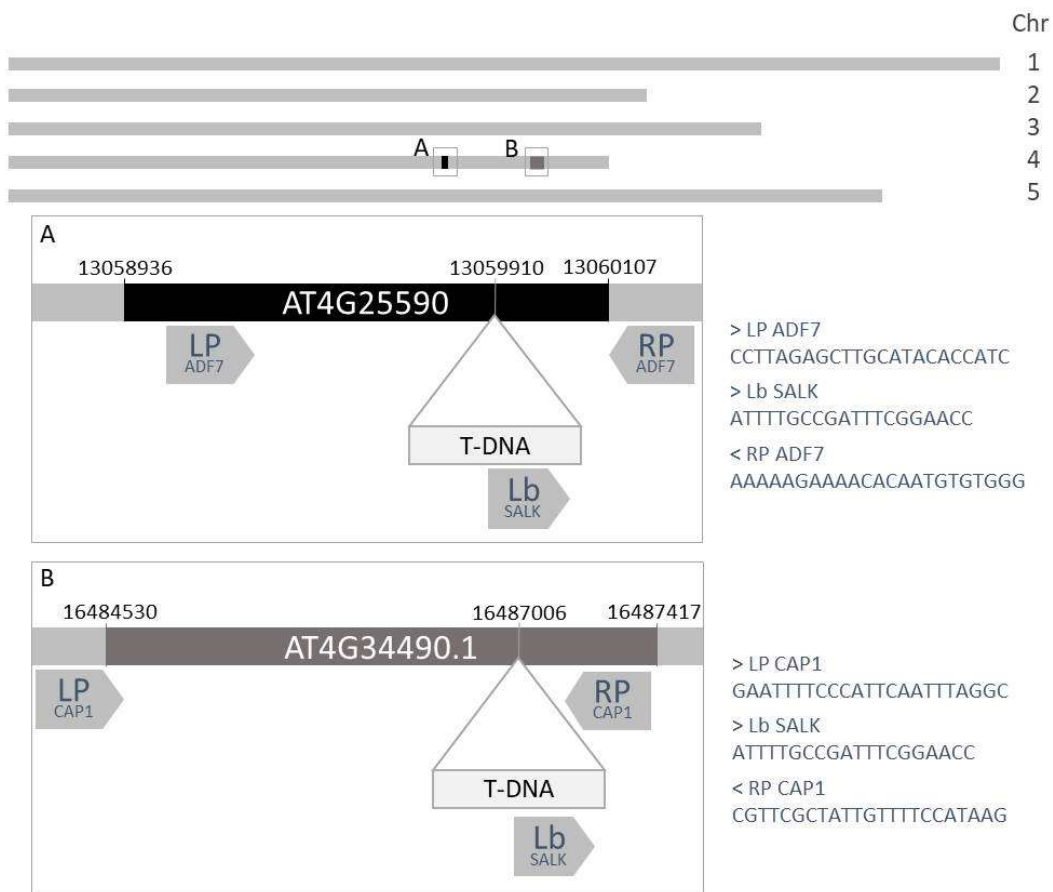 Chr
1
2
3
A B
4
5
A
13058936 13059910 13060107
AT4G25590
LP
ADF7
RP
ADF7
T-DNA
Lb
SALK
> LP ADF7
CCTTAGAGCTTGCATACACCATC
> Lb SALK
ATTTTGCCGATTTCGGAACC
< RP ADF7
AAAAAGAAAACACAATGTGTGGG
B
16484530 16487006 16487417
AT4G34490.1
LP
CAP1
RP
CAP1
T-DNA
Lb
SALK
> LP CAP1
GAATTTTCCCATTCAATTTAGGC
> Lb SALK
ATTTTGCCGATTTCGGAACC
< RP CAP1
CGTTCGCTATTGTTTTCCATAAG